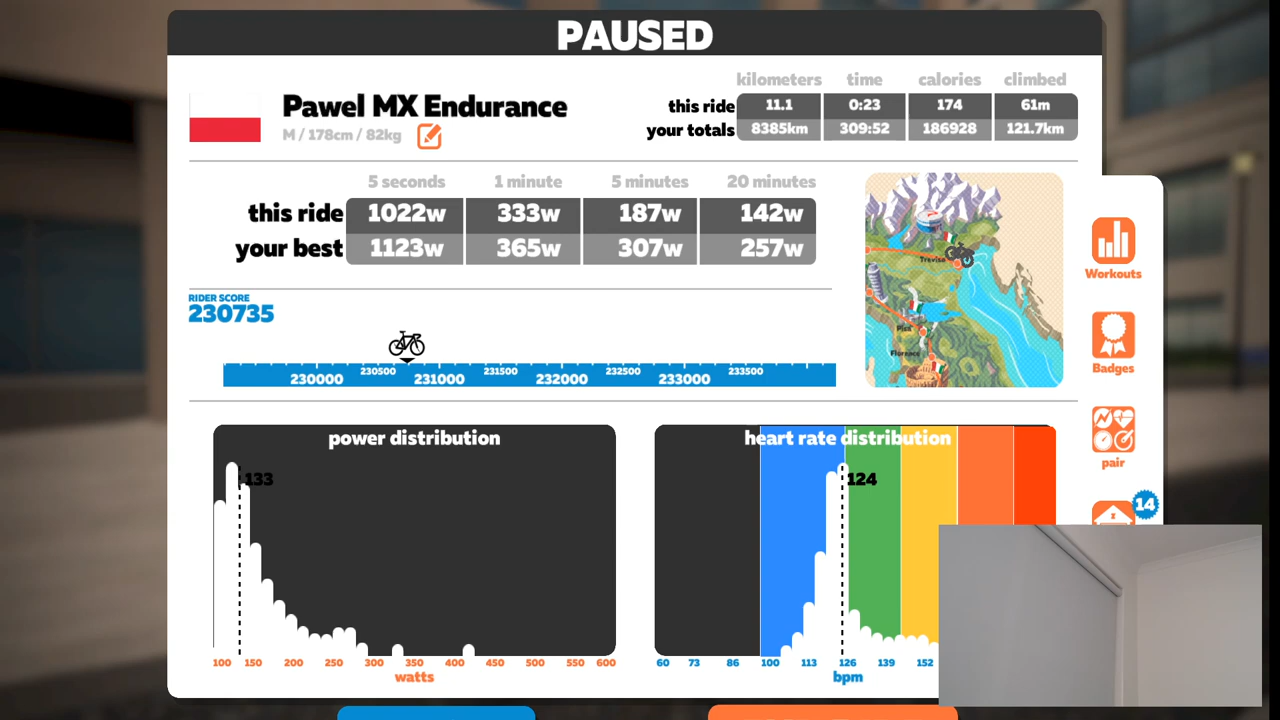 PAUSED
kilometers time calories climbed
Pawel MX Endurance
this ride 11.1 0:23 174 61m
M / 178cm / 82kg
your totals 8385km 309:52 186928 121.7km
5 seconds 1 minute 5 minutes 20 minutes
this ride 1022w 333w 187w 142w
your best 1123w 365w 307w 257w
Treviso
Pisa
Florence
Workouts
RIDER SCORE
230735
230000 230500 231000 231500 232000 232500 233000 233500
Badges
power distribution
133
100 150 200 250 300 350 400 450 500 550 600
watts
heart rate distribution
124
60 73 86 100 113 126 139 152
bpm
pair
14